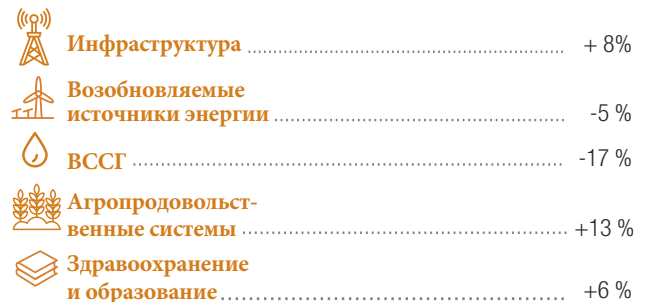 Инфраструктура ........................................................ + 8%
Возобновляемые
источники энергии ................................................... -5 %
ВССГ ............................................................................ -17 %
Агропродовольст-
венные системы ......................................................... +13 %
Здравоохранение
и образование............................................................. +6 %